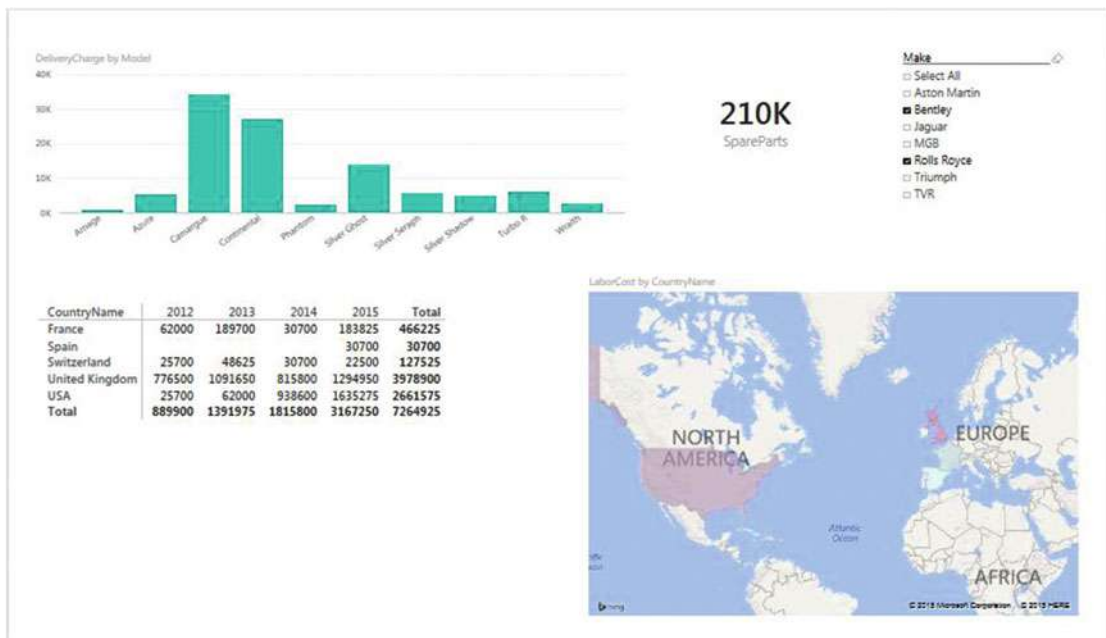 DeliveryCharge by Model
40K
30K
20K
10K
0K
Arnage
Azure
Camargue
Continental
Phantom
Silver Ghost
Silver Seraph
Silver Shadow
Turbo R
Wraith
210K
SpareParts
Make
Select All
Aston Martin
Bentley
Jaguar
MGB
Rolls Royce
Triumph
TVR
CountryName 2012 2013 2014 2015 Total
France 62000 189700 30700 183825 466225
Spain 30700 30700
Switzerland 25700 48625 30700 22500 127525
United Kingdom 776500 1091650 815800 1294950 3978900
USA 25700 62000 938600 1635275 2661575
Total 889900 1391975 1815800 3167250 7264925
LaborCost by CountryName
NORTH
AMERICA
EUROPE
Atlantic
Ocean
AFRICA
bing
© 2015 Microsoft Corporation © 2015 HERE